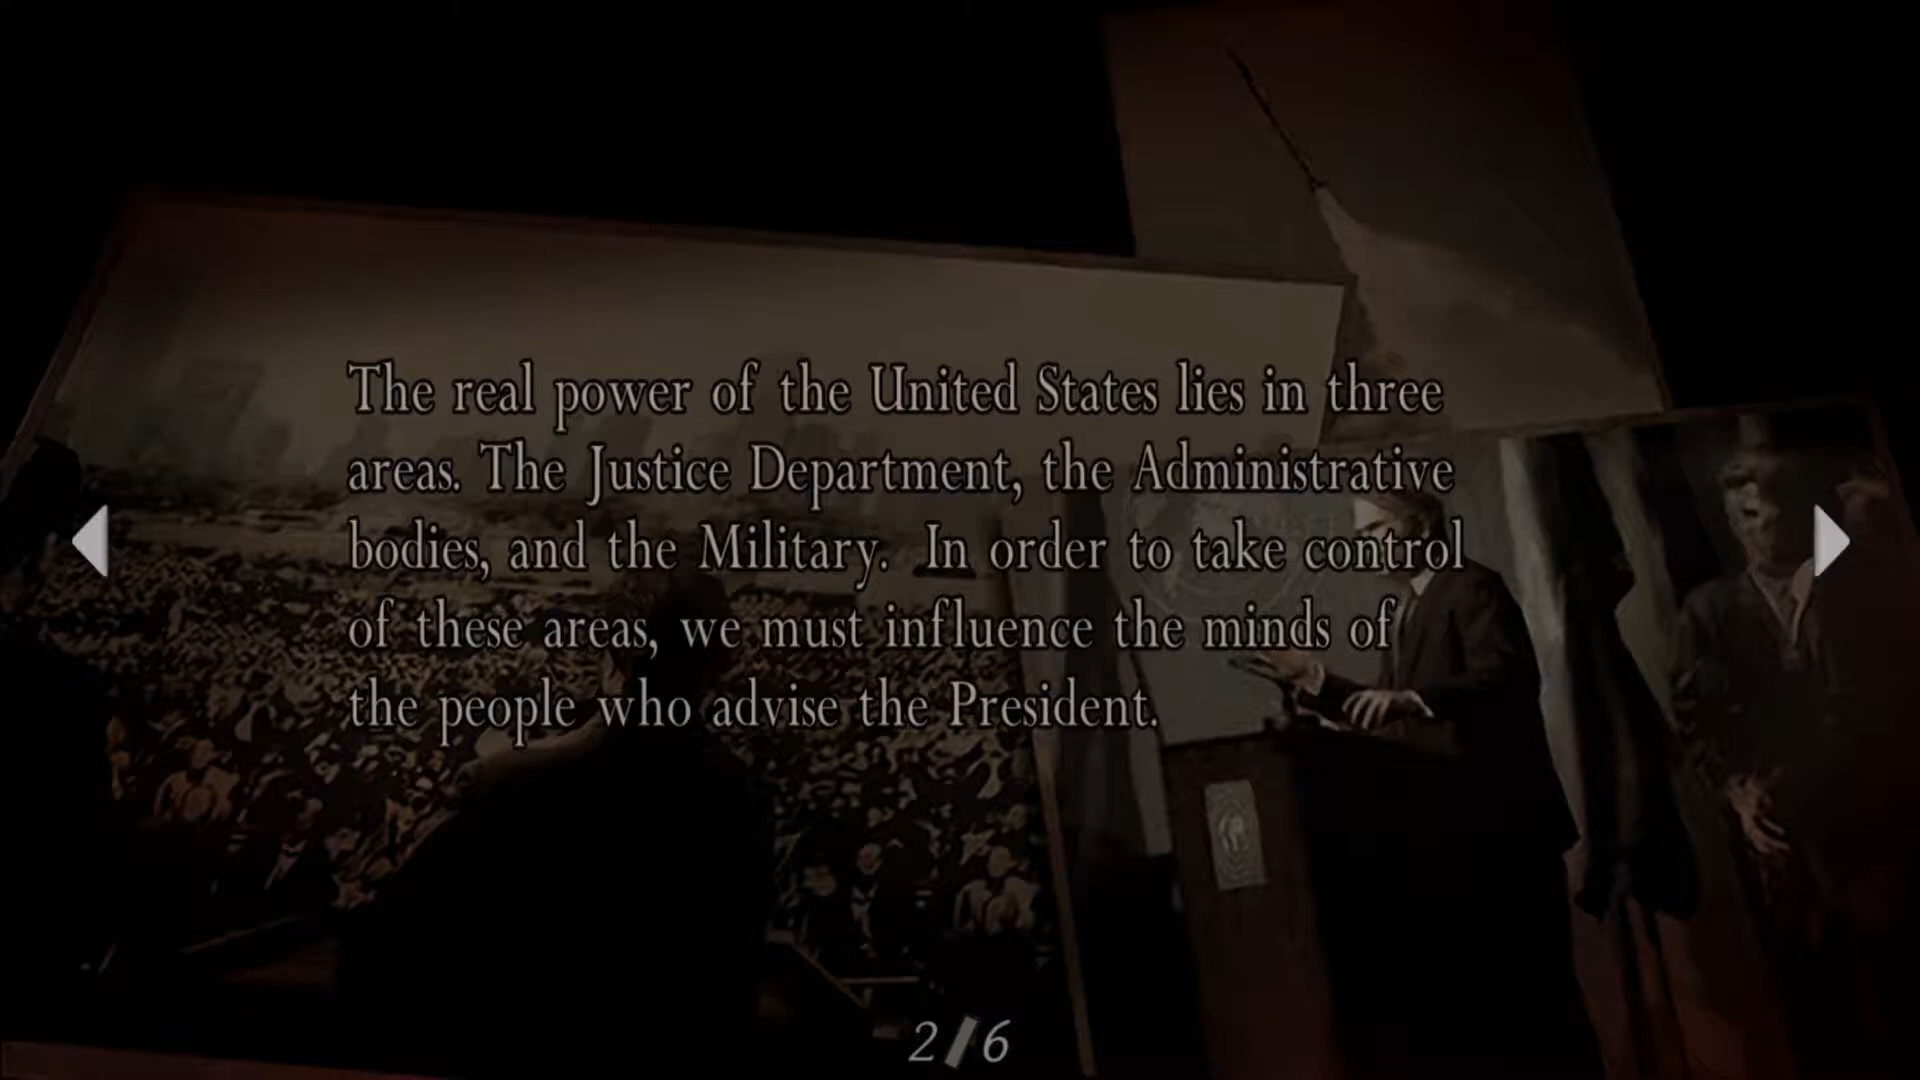 The real power of the United States lies in three
areas. The Justice Department, the Administrative
bodies, and the Military.  In order to take control
of these areas, we must influence the minds of
the people who advise the President.
2/6